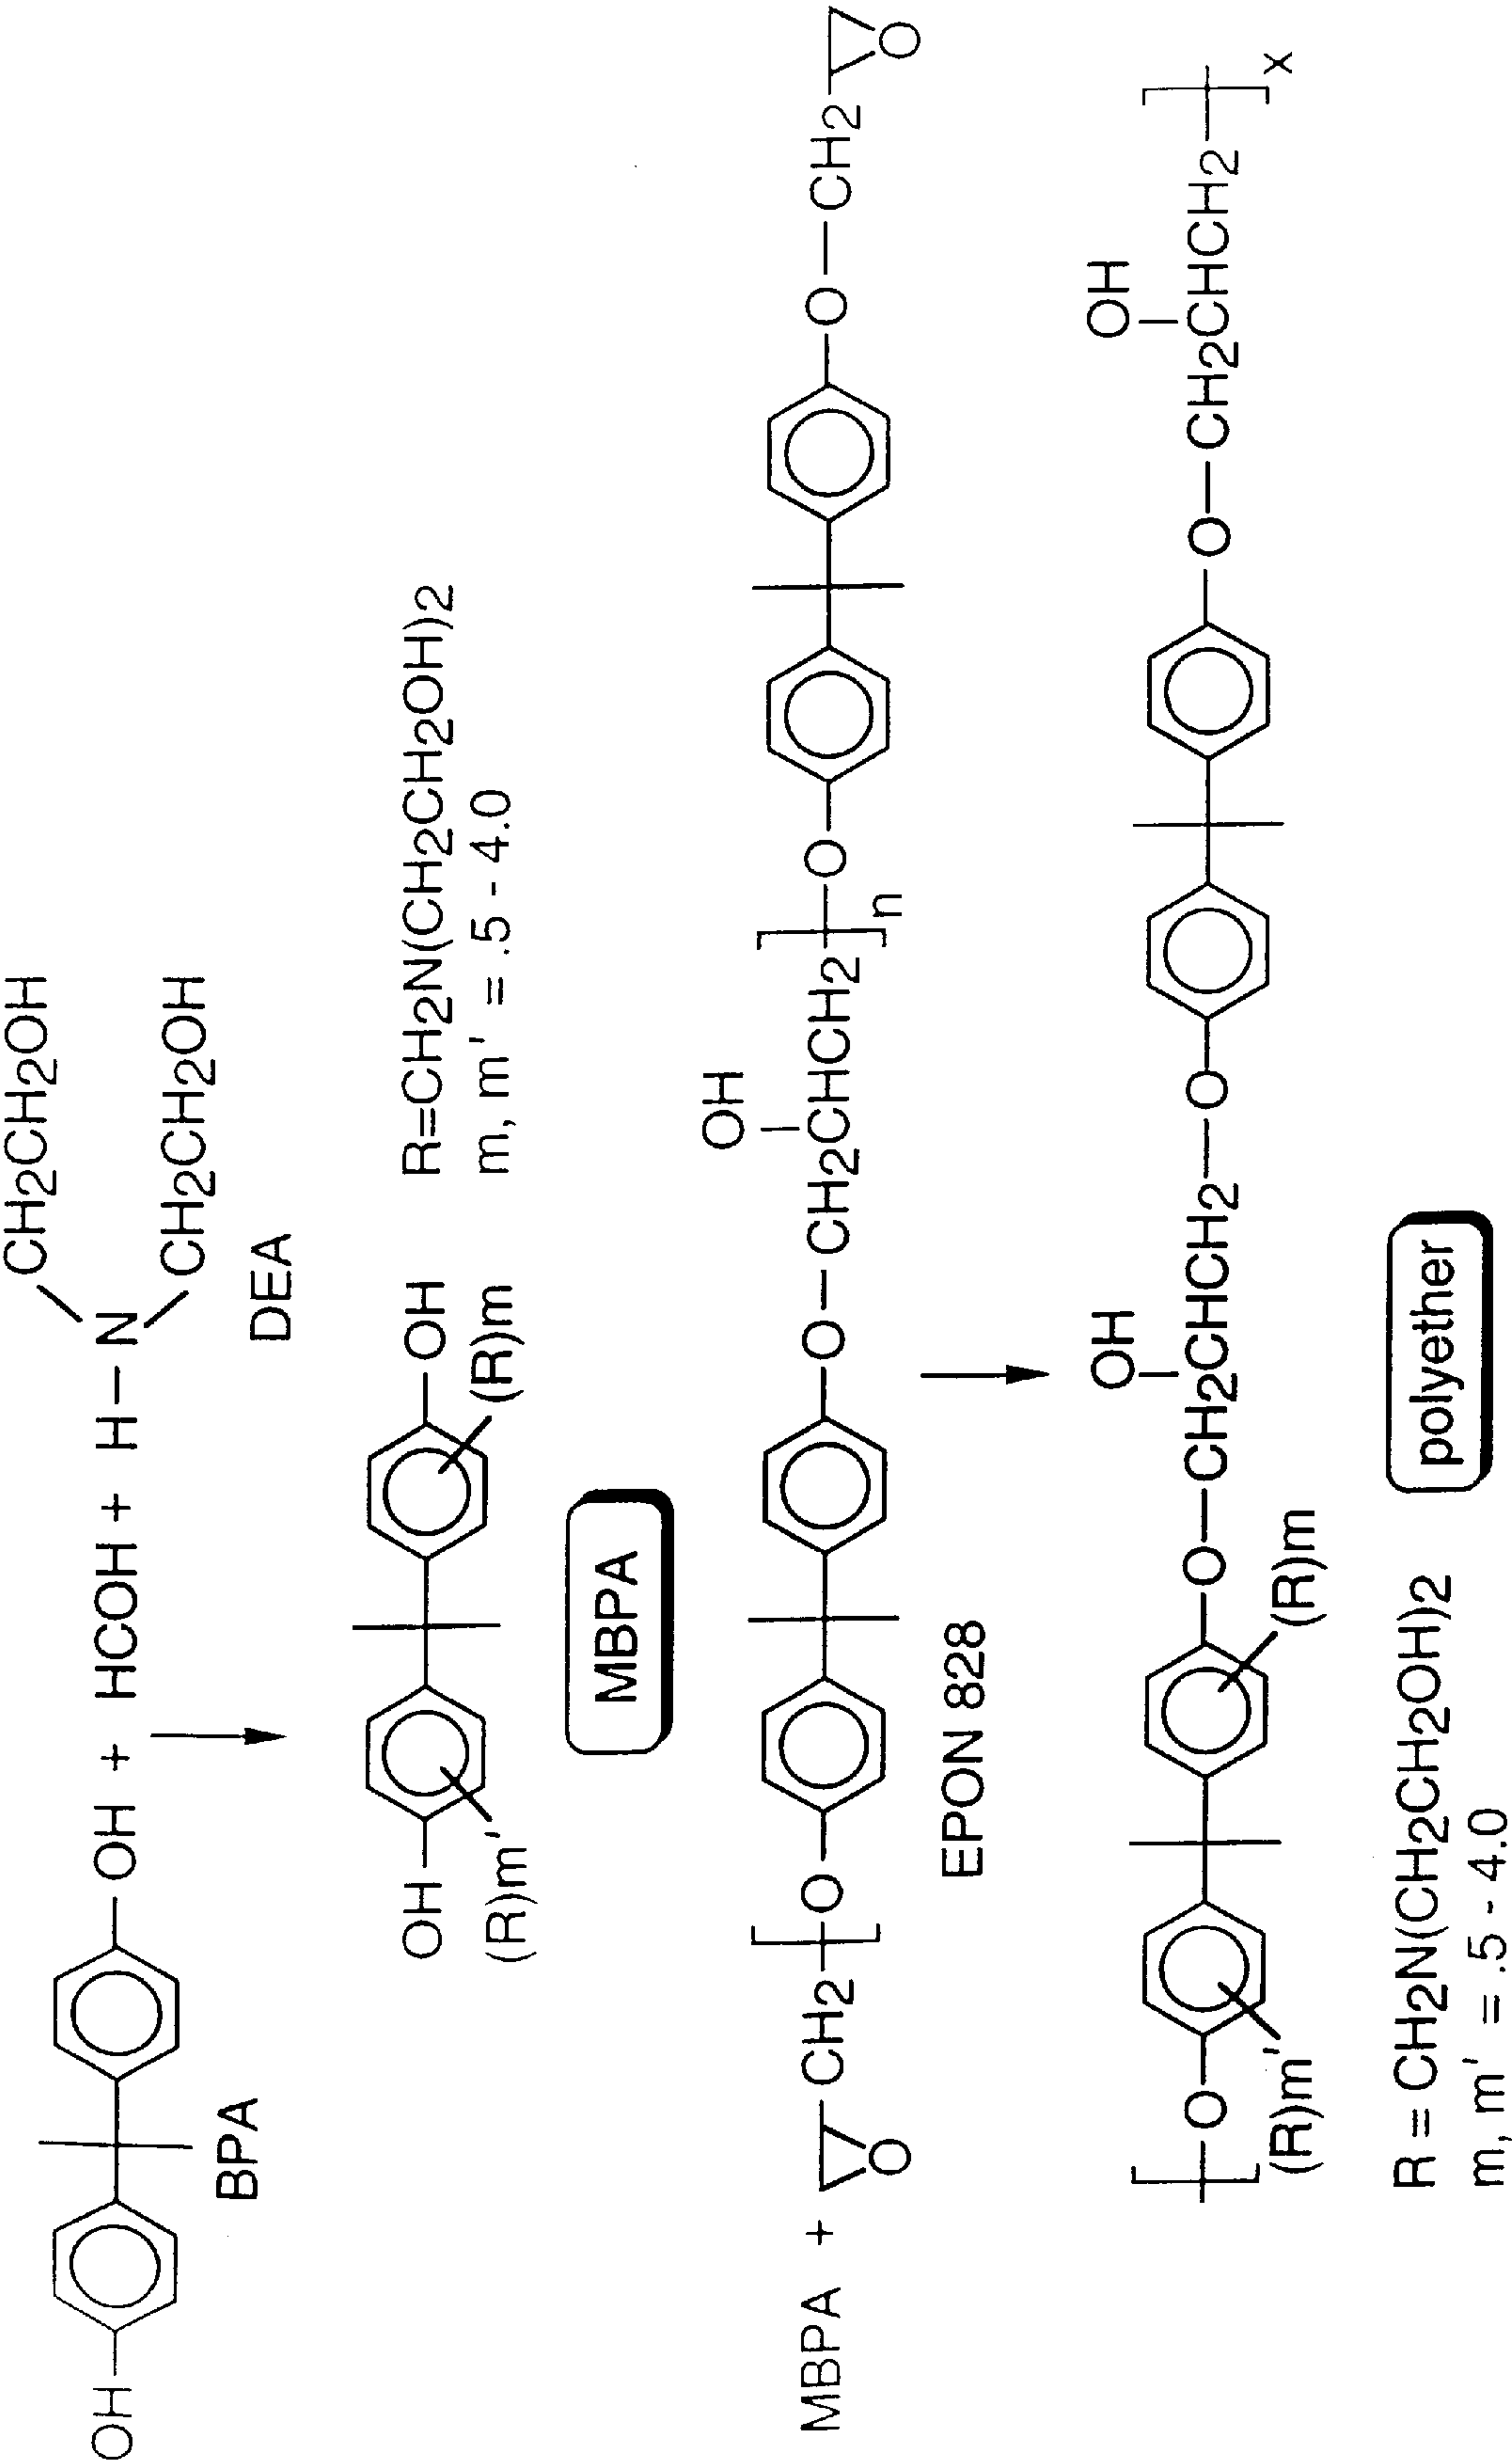 CH2CH2OH
OH OH + HCOH + H N
CH2CH2OH
BPA DEA
OH OH R=CH2N(CH2CH2OH)2
(R)m' (R)m m, m' = .5 - 4.0
MBPA
OH
MBPA + O CH2 [ O O CH2CHCH2 ]n O O CH2 O
EPON 828
OH OH
[ O O CH2CHCH2 O O CH2CHCH2 ]x
(R)m' (R)m
R = CH2N(CH2CH2OH)2
m, m' = .5 - 4.0
polyether